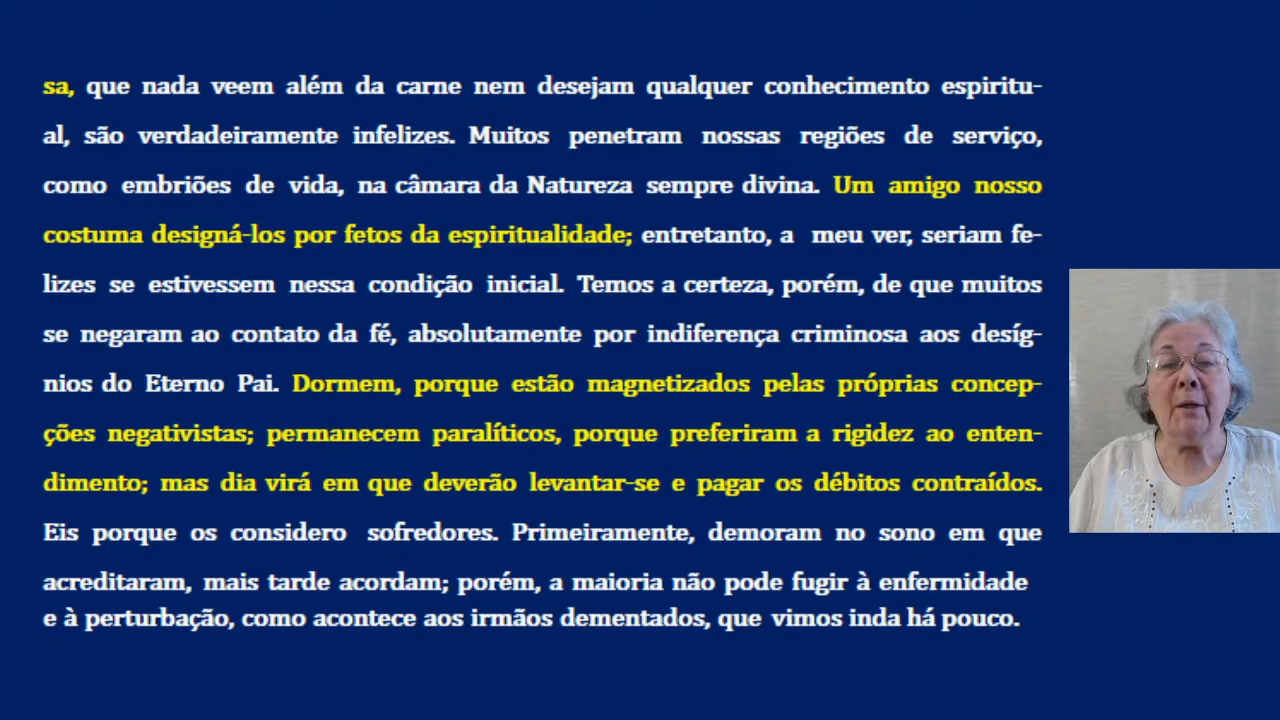 sa, que nada veem além da carne nem desejam qualquer conhecimento espiritu-
al, são verdadeiramente infelizes. Muitos penetram nossas regiões de serviço,
como embriões de vida, na câmara da Natureza sempre divina. Um amigo nosso
costuma designá-los por fetos da espiritualidade; entretanto, a meu ver, seriam fe-
lizes se estivessem nessa condição inicial. Temos a certeza, porém, de que muitos
se negaram ao contato da fé, absolutamente por indiferença criminosa aos desíg-
nios do Eterno Pai. Dormem, porque estão magnetizados pelas próprias concep-
ções negativistas; permanecem paralíticos, porque preferiram a rigidez ao enten-
dimento; mas dia virá em que deverão levantar-se e pagar os débitos contraídos.
Eis porque os considero sofredores. Primeiramente, demoram no sono em que
acreditaram, mais tarde acordam; porém, a maioria não pode fugir à enfermidade
e à perturbação, como acontece aos irmãos dementados, que vimos inda há pouco.